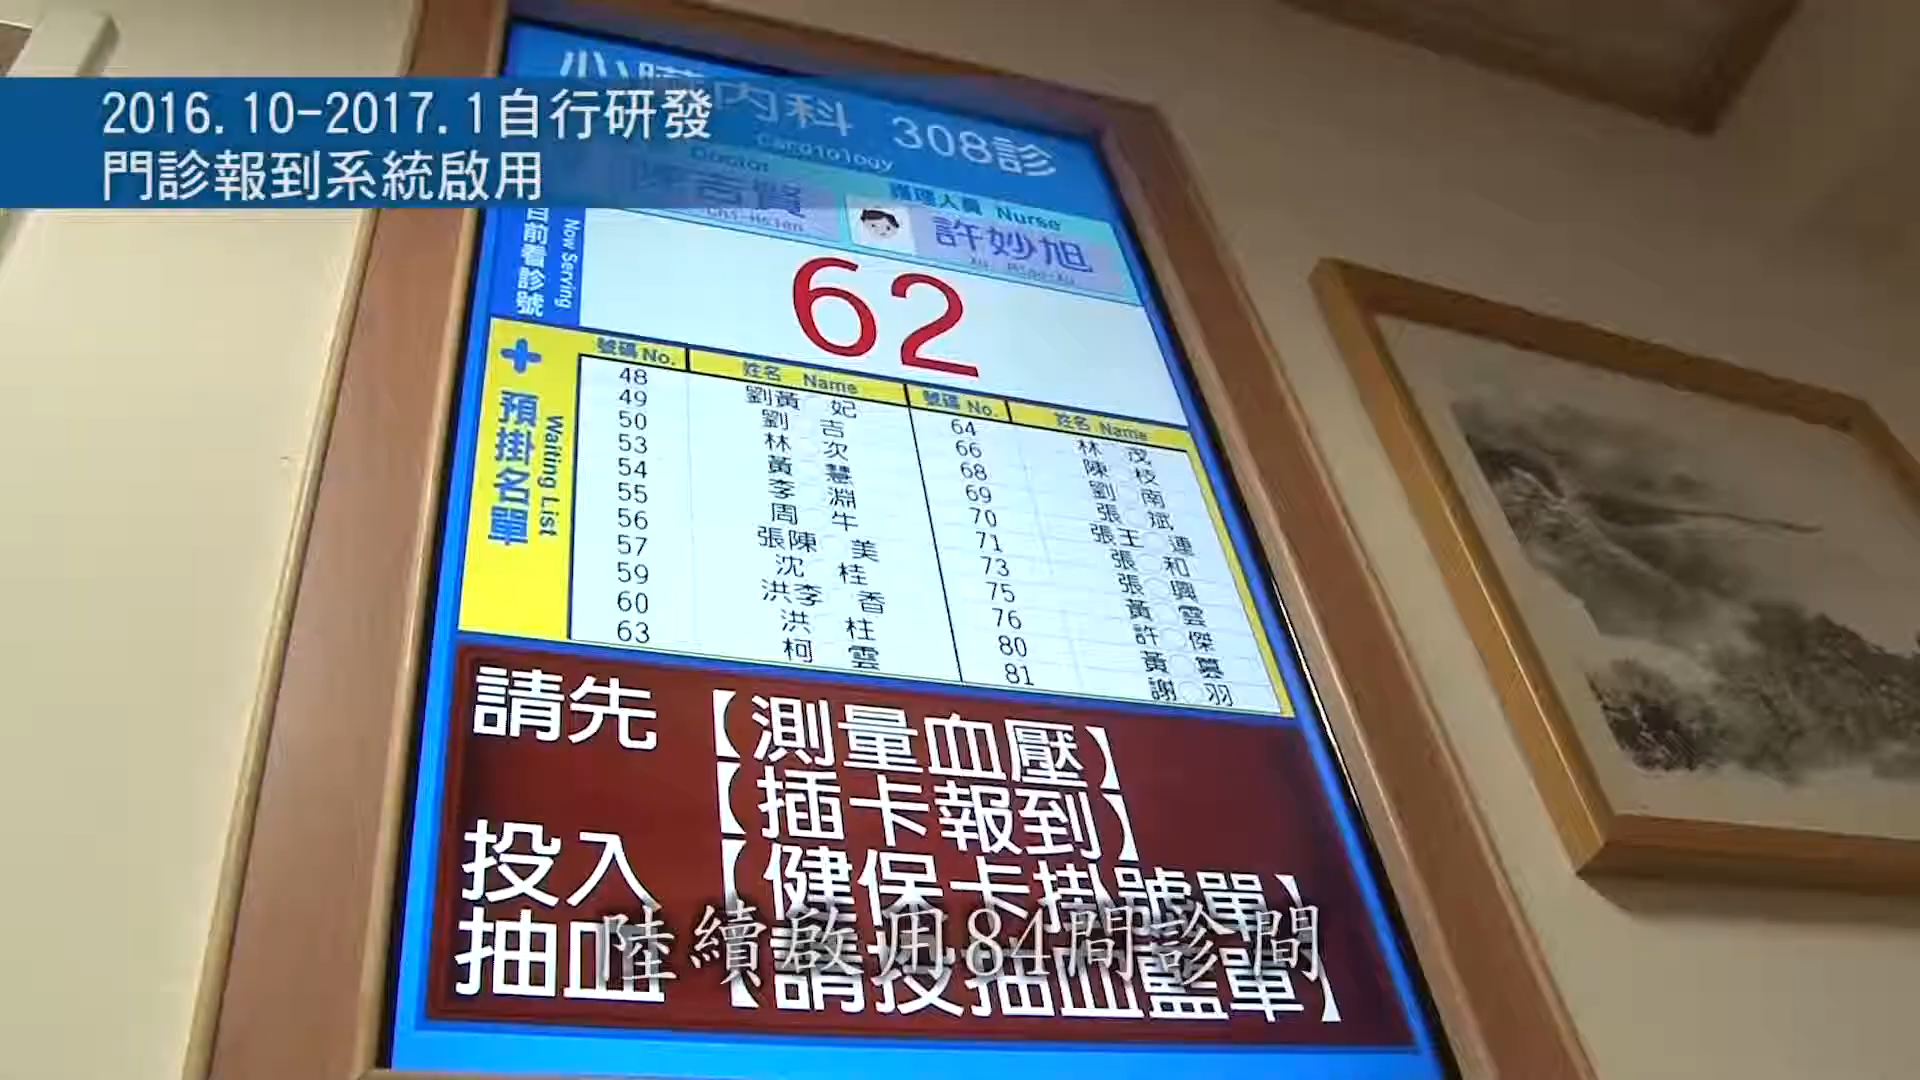 2016.10-2017.1自行研發
門診報到系統啟用
心臟內科 308診
Cardiology
Doctor
護理人員 Nurse
許妙旭
目前看診號
Now Serving
62
預掛名單
Waiting List
號碼 No. 姓名 Name
48 劉黃 妃
49 劉 吉
50 林 次
53 黃 慧
54 李 淵
55 周 牛
56 張陳 美
57 沈 桂
59 洪李 香
60 洪 柱
63 柯 雲
號碼 No. 姓名 Name
64 林 茂
66 陳 枝
68 劉 南
69 張 斌
70 張王 連
71 張 和
73 張 興
75 黃 雲
76 許 傑
80 黃
81 謝 羽
請先【測量血壓】
【插卡報到】
投入【健保卡掛號單】
抽血【請投抽血藍單】
陸續啟用84間診間